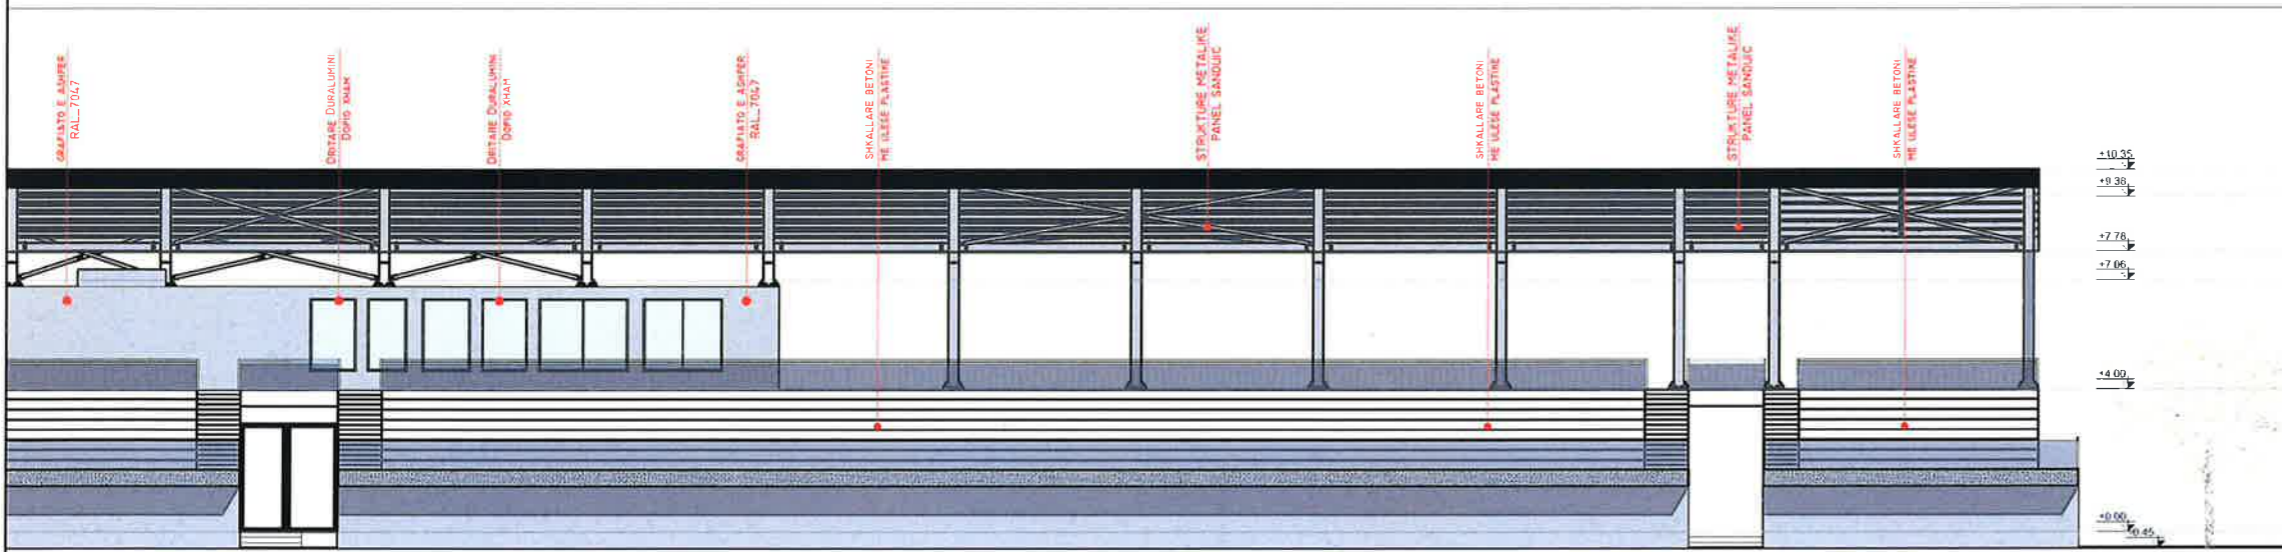 GRAFIATO E ASHPER
RAL_7047
DRITARE DURALUMINI
DOPIO XHAM
DRITARE DURALUMINI
DOPIO XHAM
GRAFIATO E ASHPER
RAL_7047
SHKALLARE BETONI
ME ULESE PLASTIKE
STRUKTURE METALIKE
PANEL SANDUIC
SHKALLARE BETONI
ME ULESE PLASTIKE
STRUKTURE METALIKE
PANEL SANDUIC
SHKALLARE BETONI
ME ULESE PLASTIKE
+10.35
+9.38
+7.78
+7.06
+4.00
+0.00
-0.45